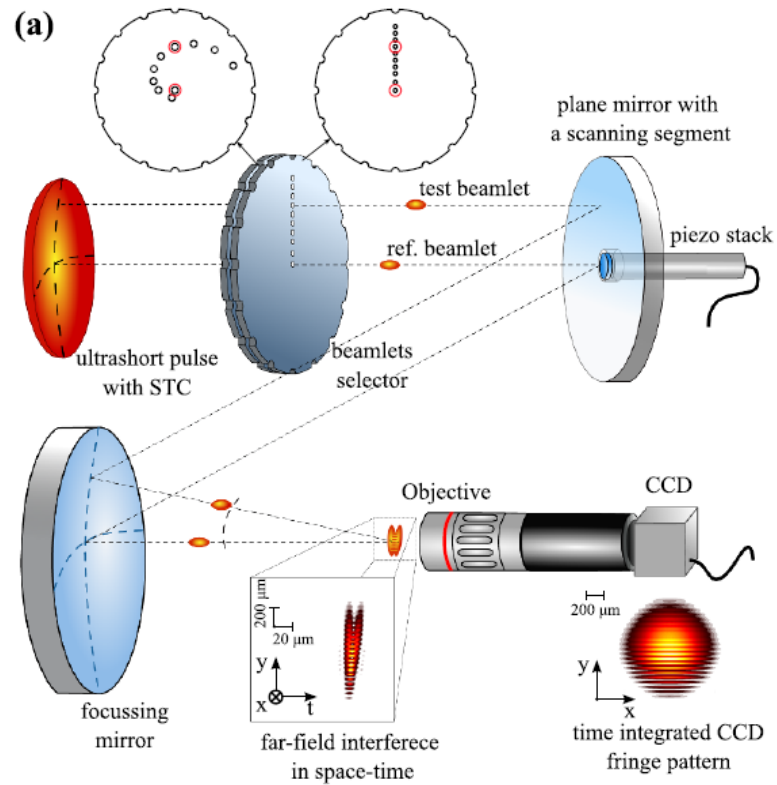 (a)
plane mirror with
a scanning segment
test beamlet
ref. beamlet
piezo stack
ultrashort pulse
with STC
beamlets
selector
Objective
CCD
200 μm
20 μm
y
x
t
200 μm
y
x
focussing
mirror
far-field interferece
in space-time
time integrated CCD
fringe pattern